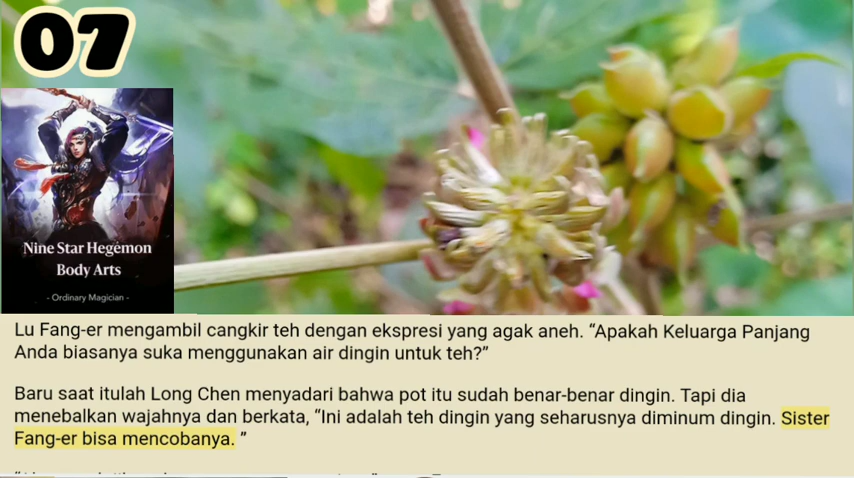 07
Nine Star Hegemon
Body Arts
- Ordinary Magician -
Lu Fang-er mengambil cangkir teh dengan ekspresi yang agak aneh. “Apakah Keluarga Panjang
Anda biasanya suka menggunakan air dingin untuk teh?”
Baru saat itulah Long Chen menyadari bahwa pot itu sudah benar-benar dingin. Tapi dia
menebalkan wajahnya dan berkata, “Ini adalah teh dingin yang seharusnya diminum dingin. Sister
Fang-er bisa mencobanya. ”